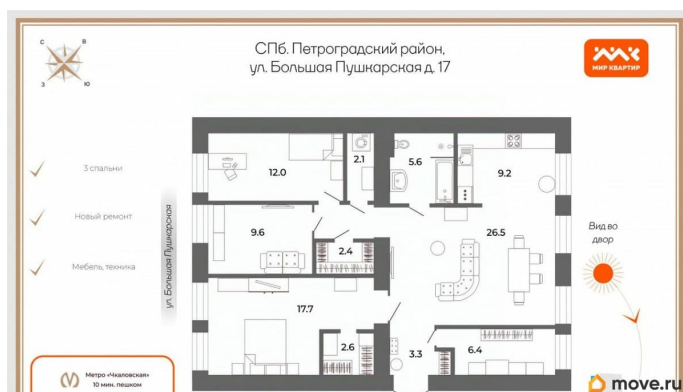 СПб. Петроградский район,
ул. Большая Пушкарская д. 17
МИР КВАРТИР
С В
З Ю
3 спальни
Новый ремонт
Мебель, техника
ул. Большая Пушкарская
12.0
2.1
5.6
9.2
9.6
2.4
26.5
17.7
2.6
3.3
6.4
Вид во
двор
Метро «Чкаловская»
10 мин. пешком
move.ru